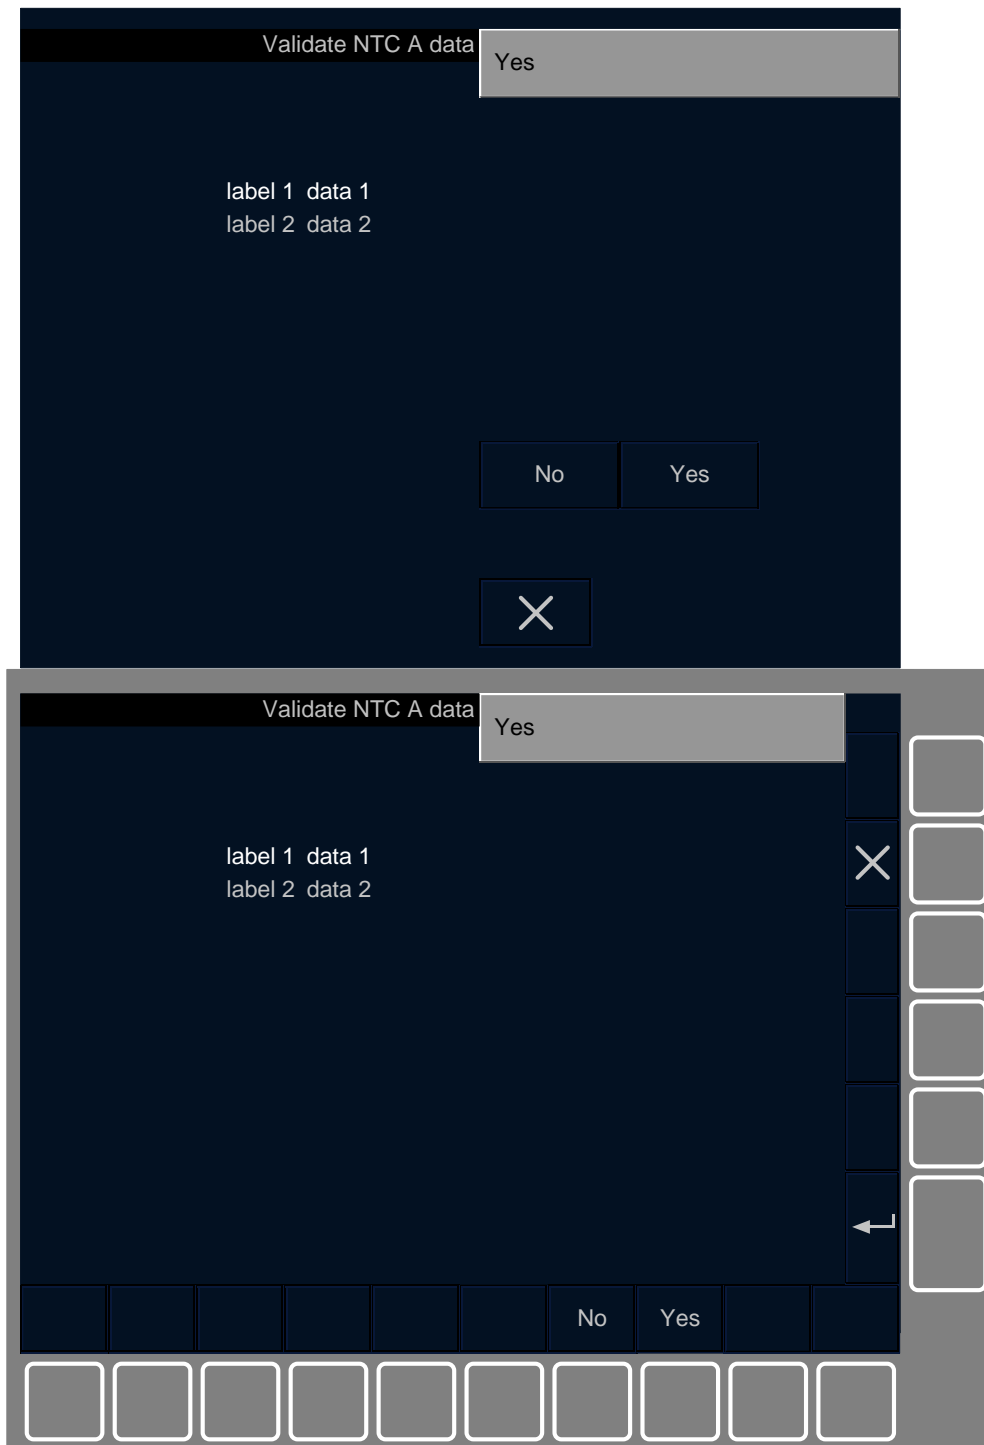 Validate NTC A data Yes
label 1 data 1
label 2 data 2
No Yes
Validate NTC A data Yes
label 1 data 1
label 2 data 2
No Yes